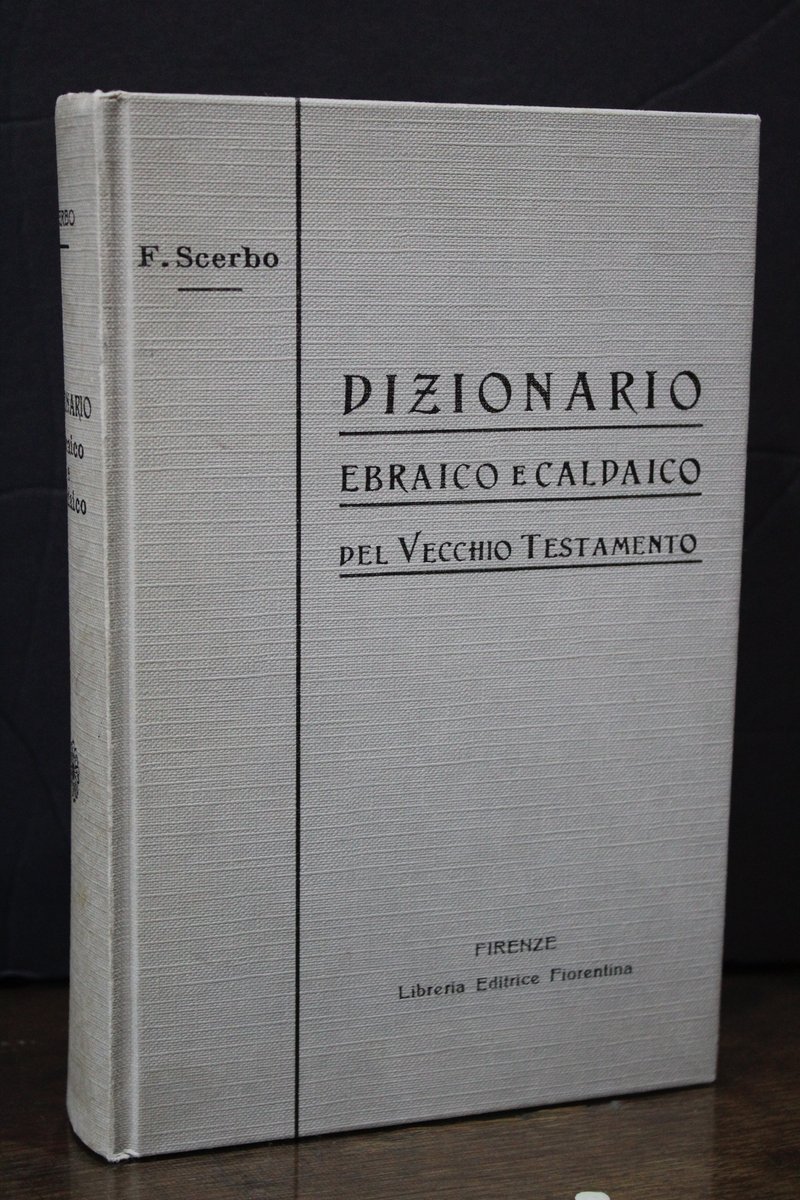 F. Scerbo
DIZIONARIO
EBRAICO E CALDAICO
DEL VECCHIO TESTAMENTO
FIRENZE
Libreria Editrice Fiorentina